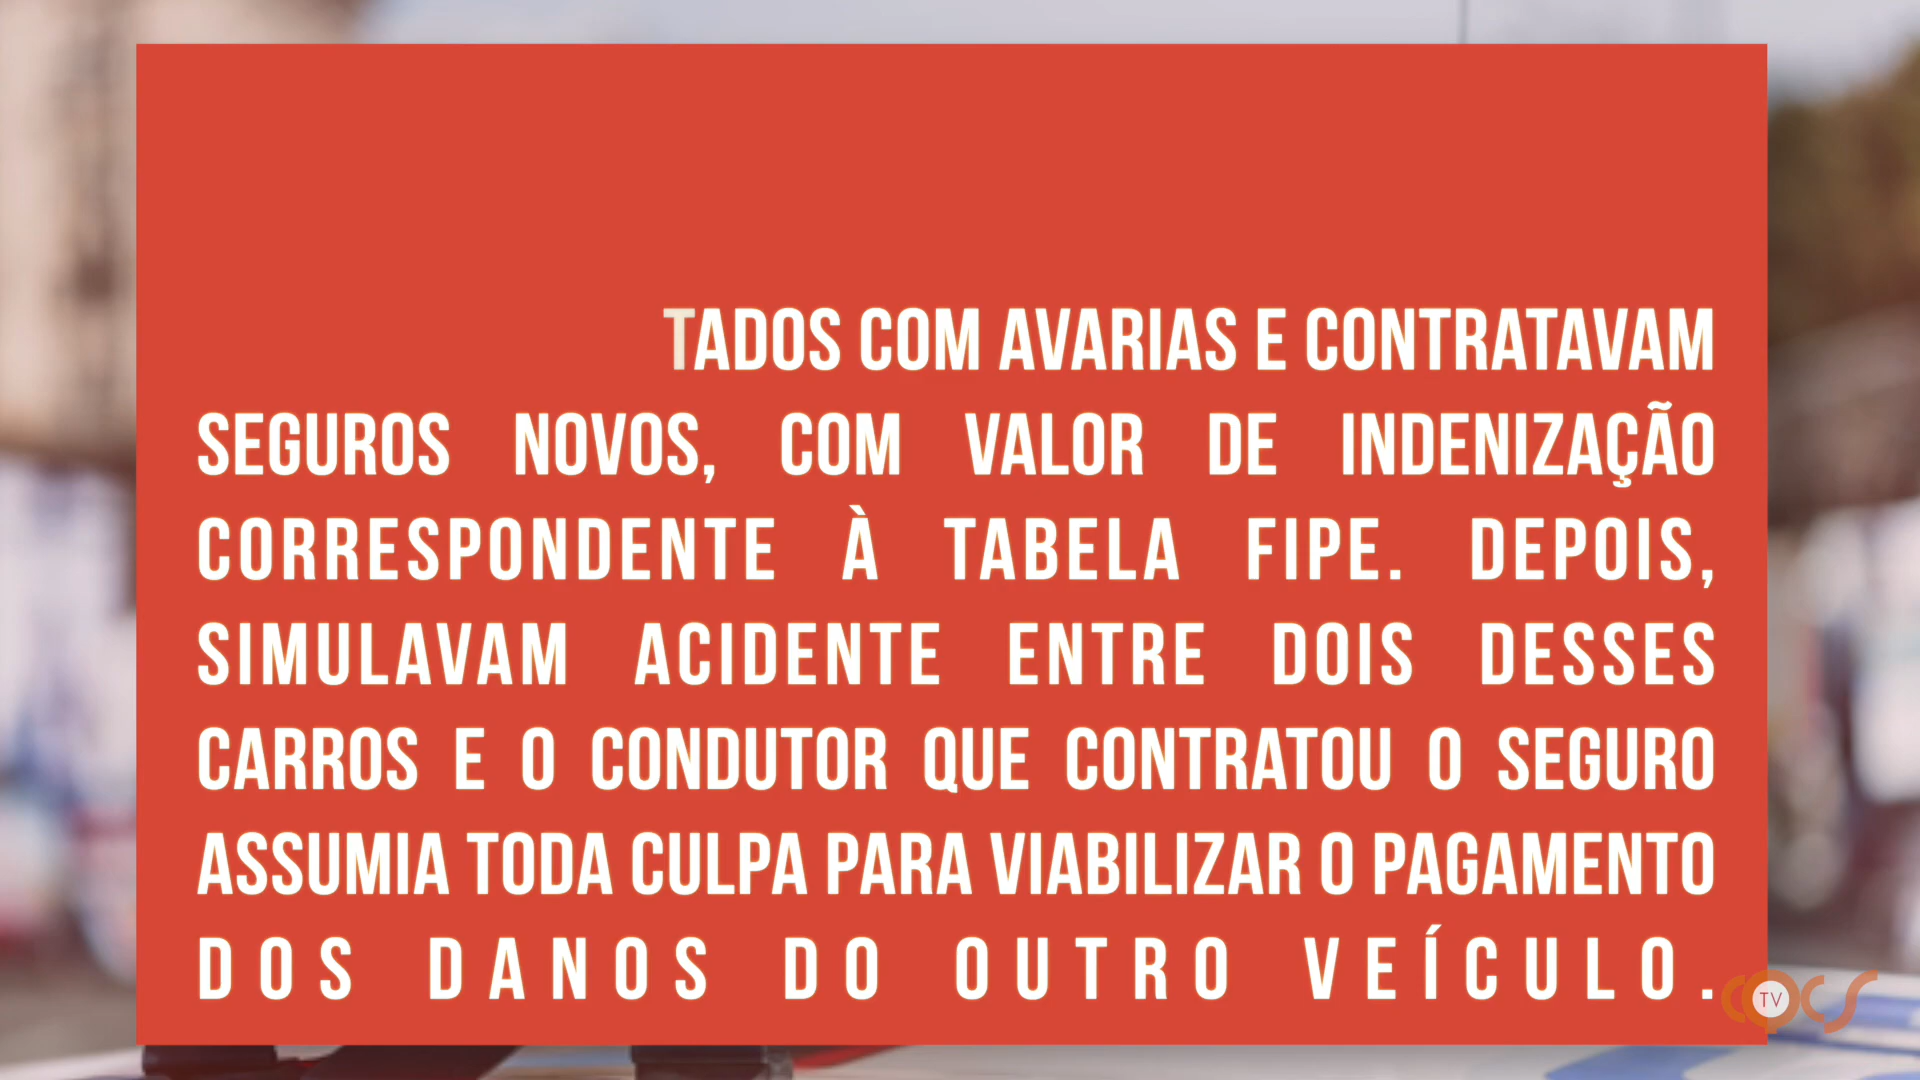 TADOS COM AVARIAS E CONTRATAVAM
SEGUROS NOVOS, COM VALOR DE INDENIZAÇÃO
CORRESPONDENTE À TABELA FIPE. DEPOIS,
SIMULAVAM ACIDENTE ENTRE DOIS DESSES
CARROS E O CONDUTOR QUE CONTRATOU O SEGURO
ASSUMIA TODA CULPA PARA VIABILIZAR O PAGAMENTO
DOS DANOS DO OUTRO VEÍCULO.
CQCS
TV